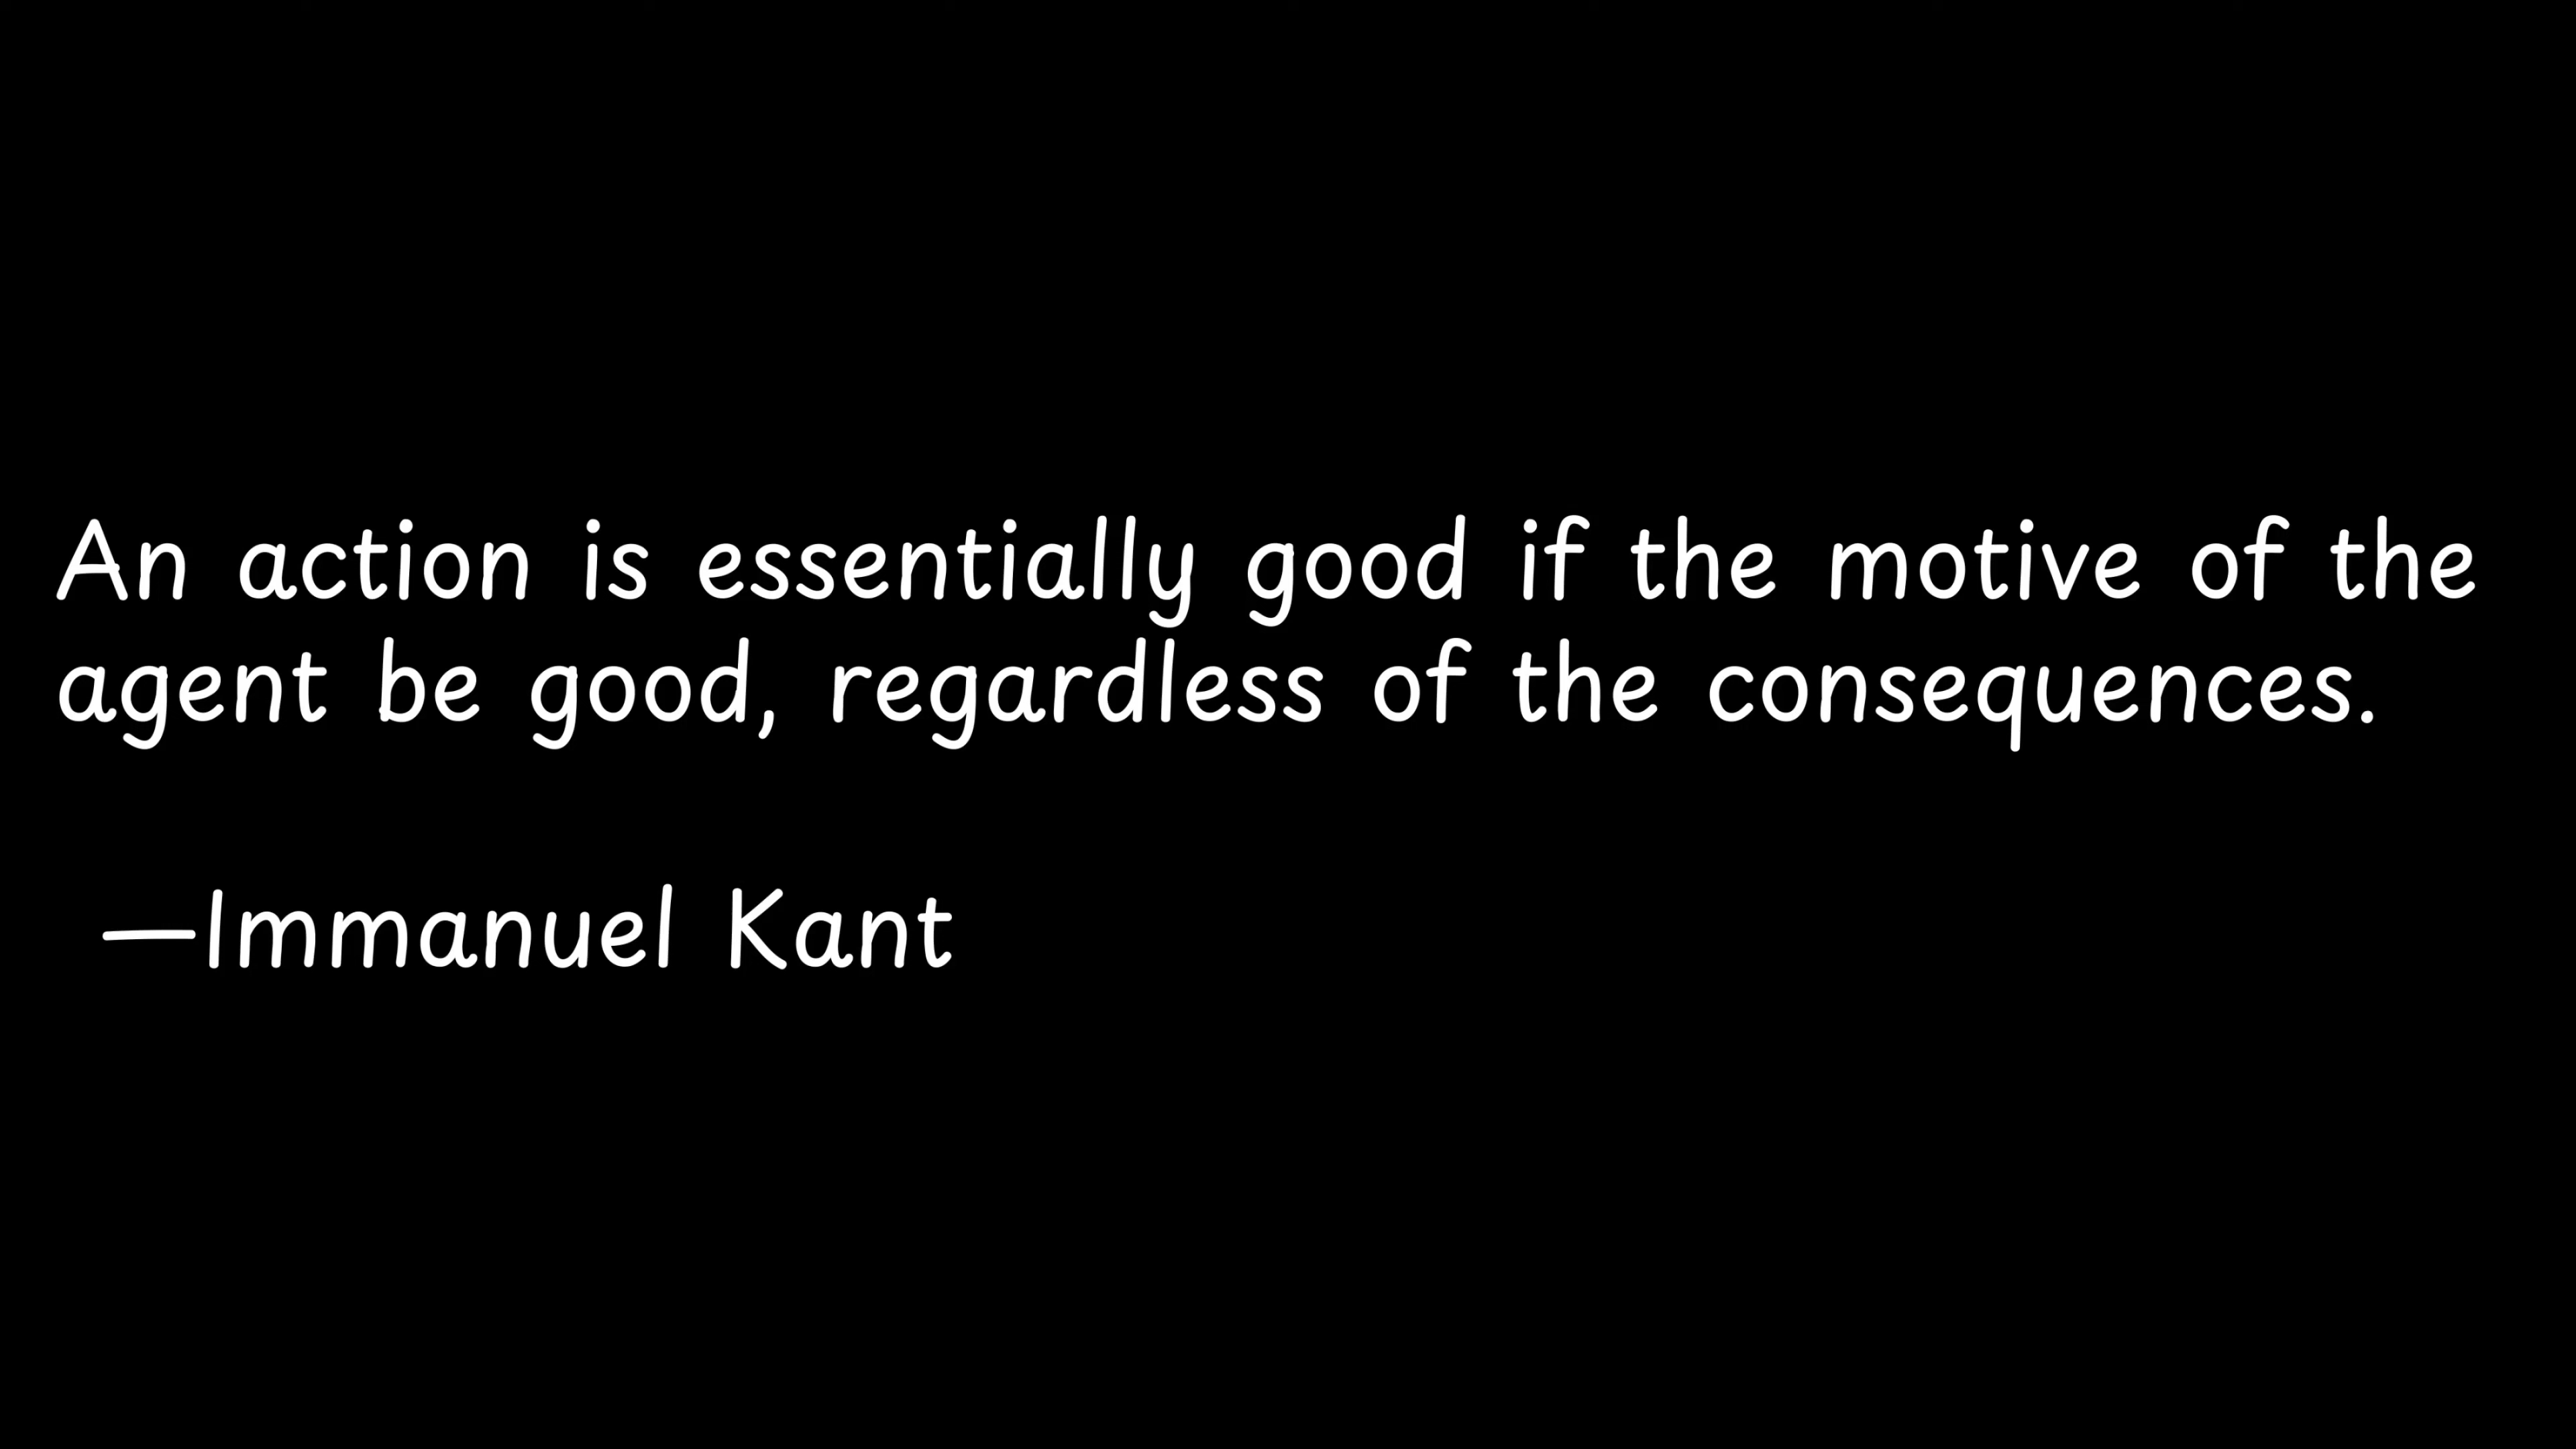 An action is essentially good if the motive of the
agent be good, regardless of the consequences.
—Immanuel Kant